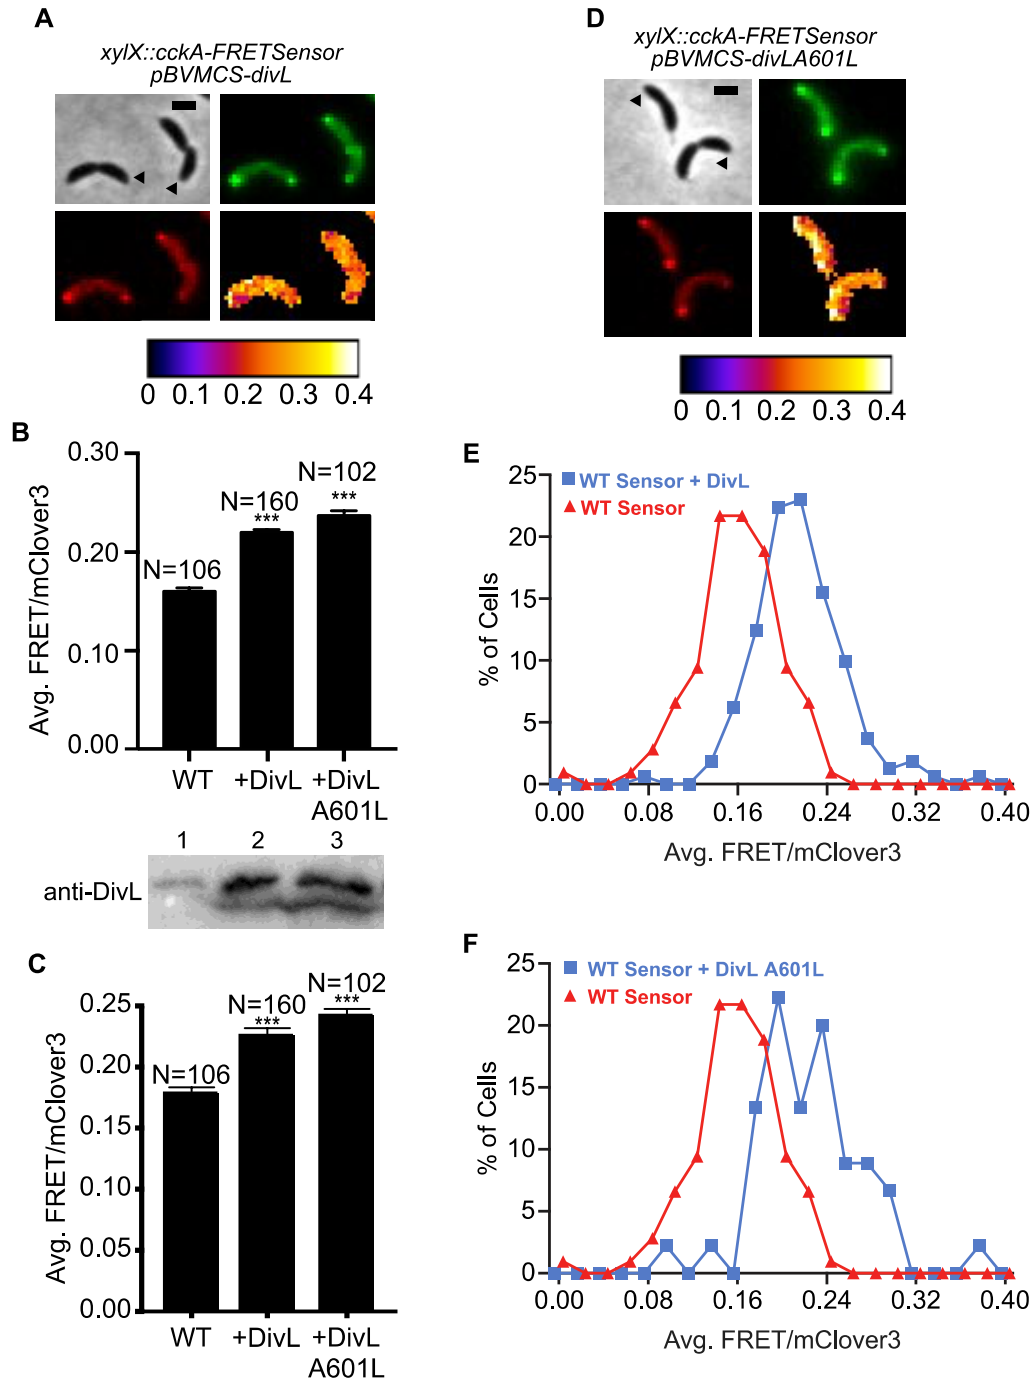 A
xylX::cckA-FRETSensor
pBVMCS-divL
0 0.1 0.2 0.3 0.4
B
Avg. FRET/mClover3
0.30
0.20
0.10
0.00
N=106
N=160
***
N=102
***
WT
+DivL
+DivL
A601L
1 2 3
anti-DivL
C
Avg. FRET/mClover3
0.25
0.20
0.15
0.10
0.05
0.00
N=106
N=160
***
N=102
***
WT
+DivL
+DivL
A601L
D
xylX::cckA-FRETSensor
pBVMCS-divLA601L
0 0.1 0.2 0.3 0.4
E
WT Sensor + DivL
WT Sensor
% of Cells
25
20
15
10
5
0
0.00 0.08 0.16 0.24 0.32 0.40
Avg. FRET/mClover3
F
WT Sensor + DivL A601L
WT Sensor
% of Cells
25
20
15
10
5
0
0.00 0.08 0.16 0.24 0.32 0.40
Avg. FRET/mClover3